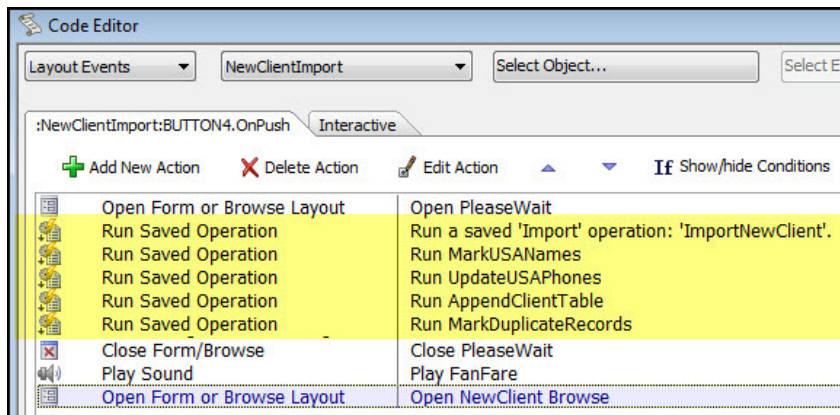 Code Editor
Layout Events NewClientImport Select Object... Select E
:NewClientImport:BUTTON4.OnPush Interactive
Add New Action Delete Action Edit Action If Show/hide Conditions
Open Form or Browse Layout Open PleaseWait
Run Saved Operation Run a saved 'Import' operation: 'ImportNewClient'.
Run Saved Operation Run MarkUSANames
Run Saved Operation Run UpdateUSAPhones
Run Saved Operation Run AppendClientTable
Run Saved Operation Run MarkDuplicateRecords
Close Form/Browse Close PleaseWait
Play Sound Play FanFare
Open Form or Browse Layout Open NewClient Browse